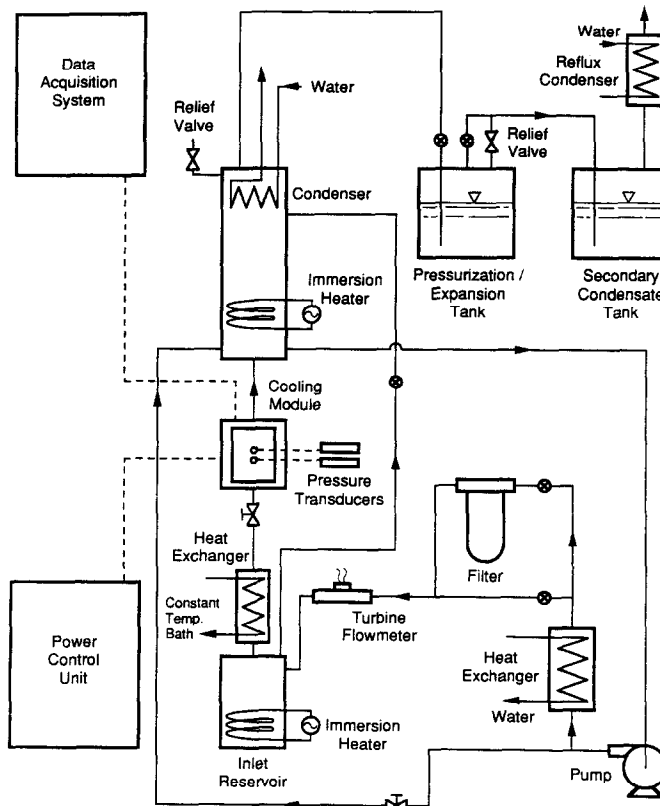 Data
Acquisition
System
Water
Reflux
Condenser
Relief
Valve
Water
Relief
Valve
Condenser
Immersion
Heater
Pressurization /
Expansion
Tank
Secondary
Condensate
Tank
Cooling
Module
Pressure
Transducers
Heat
Exchanger
Filter
Constant
Temp.
Bath
Turbine
Flowmeter
Power
Control
Unit
Heat
Exchanger
Water
Immersion
Heater
Inlet
Reservoir
Pump